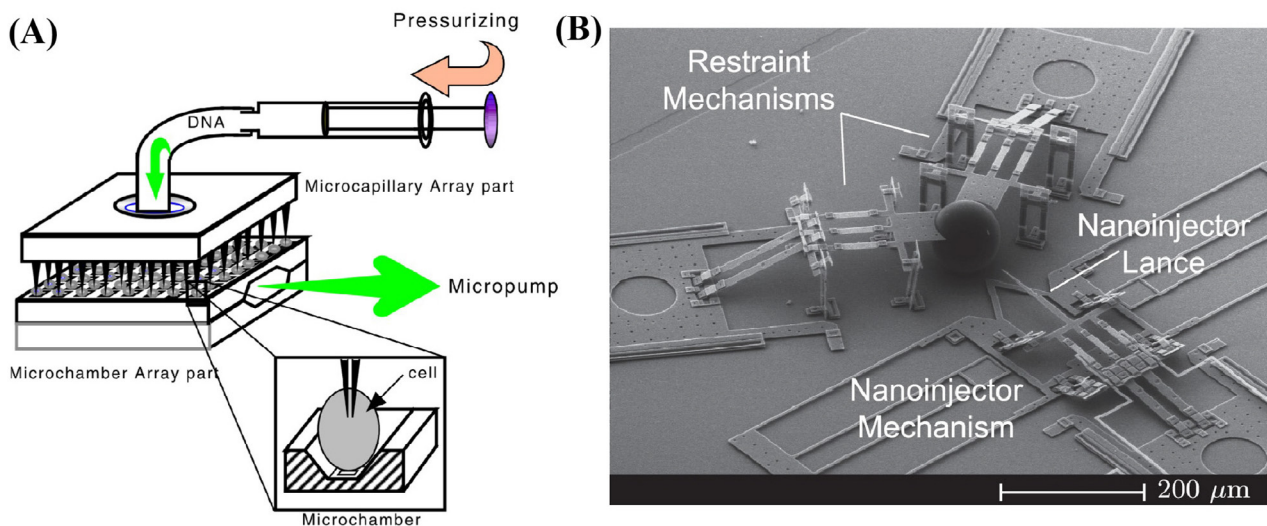 (A)
Pressurizing
DNA
Microcapillary Array part
Micropump
Microchamber Array part
cell
Microchamber
(B)
Restraint
Mechanisms
Nanoinjector
Lance
Nanoinjector
Mechanism
200 μm